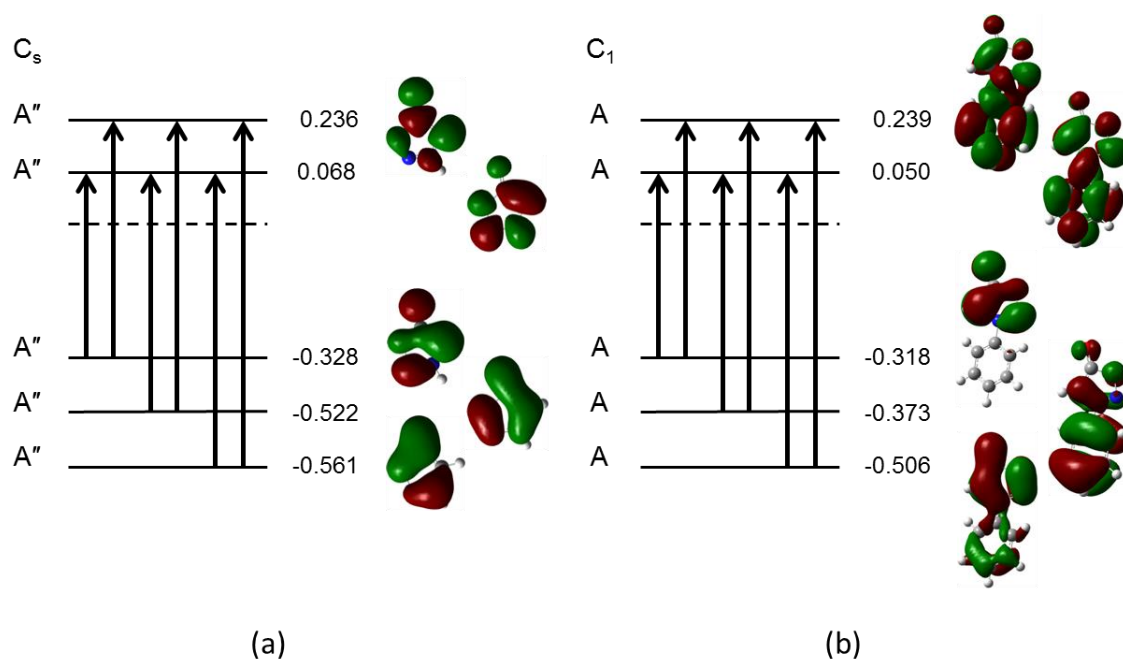 Cₛ
A″ 0.236
A″ 0.068
A″ -0.328
A″ -0.522
A″ -0.561
(a)
C₁
A 0.239
A 0.050
A -0.318
A -0.373
A -0.506
(b)